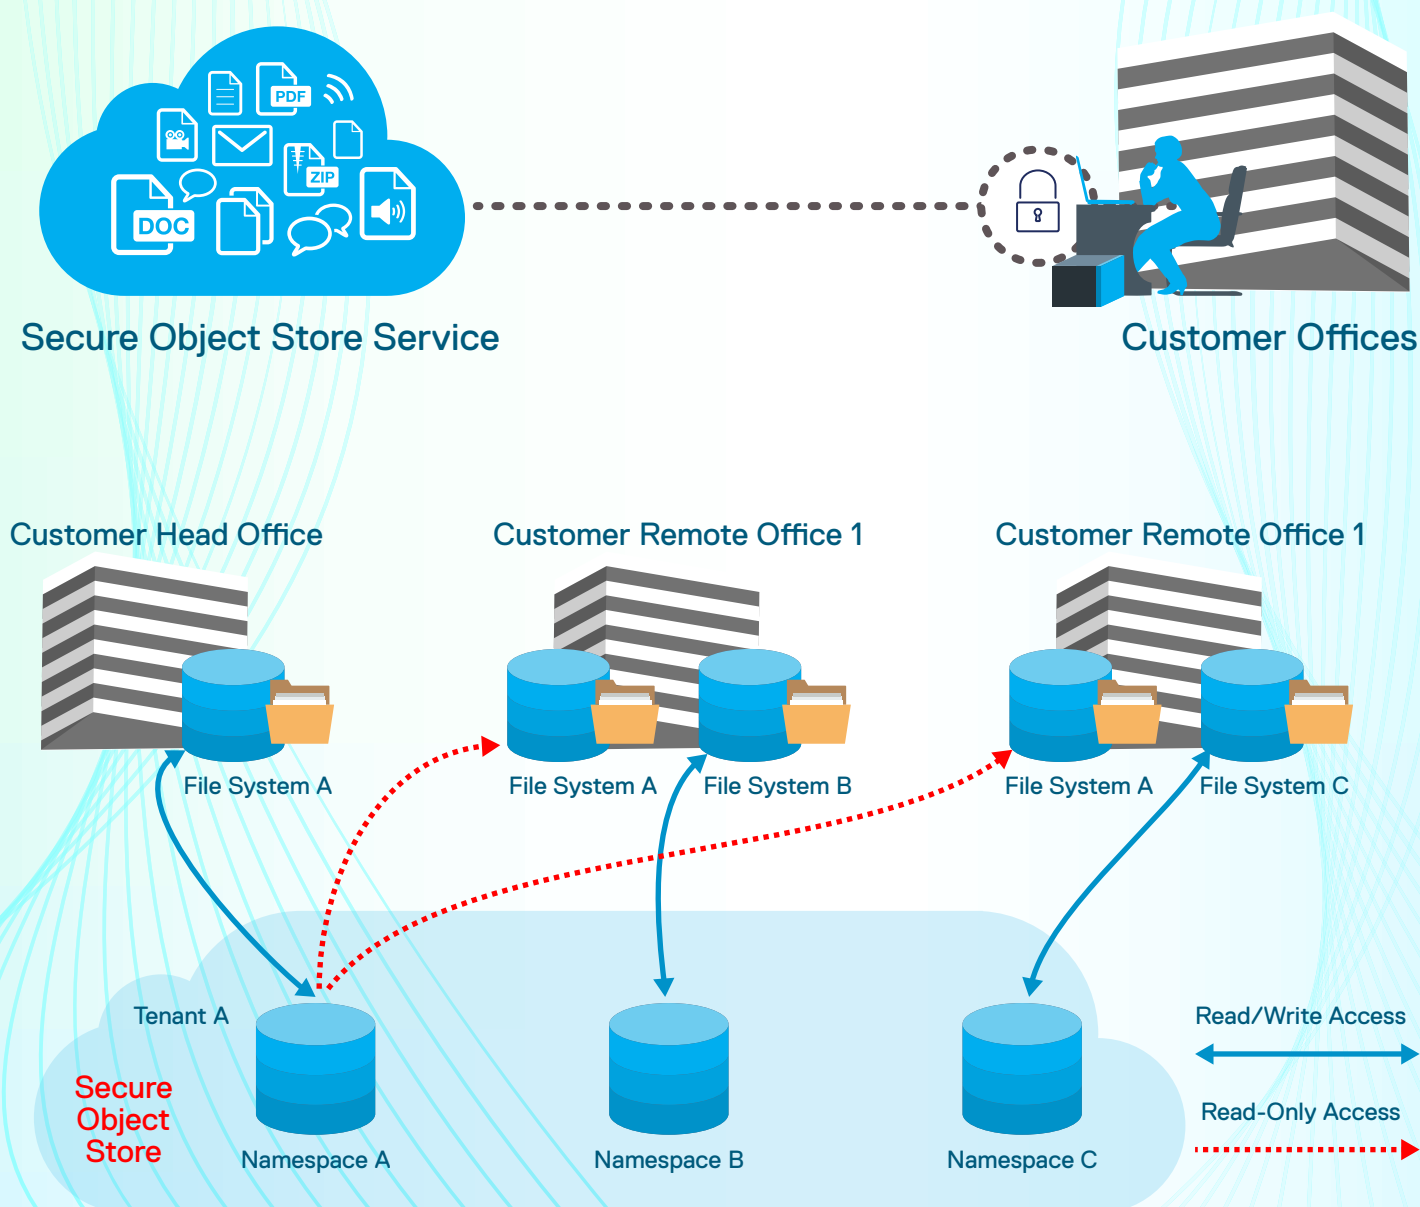 PDF
ZIP
DOC
Secure Object Store Service
Customer Offices
Customer Head Office
Customer Remote Office 1
Customer Remote Office 1
File System A
File System A
File System B
File System A
File System C
Tenant A
Secure
Object
Store
Namespace A
Namespace B
Namespace C
Read/Write Access
Read-Only Access